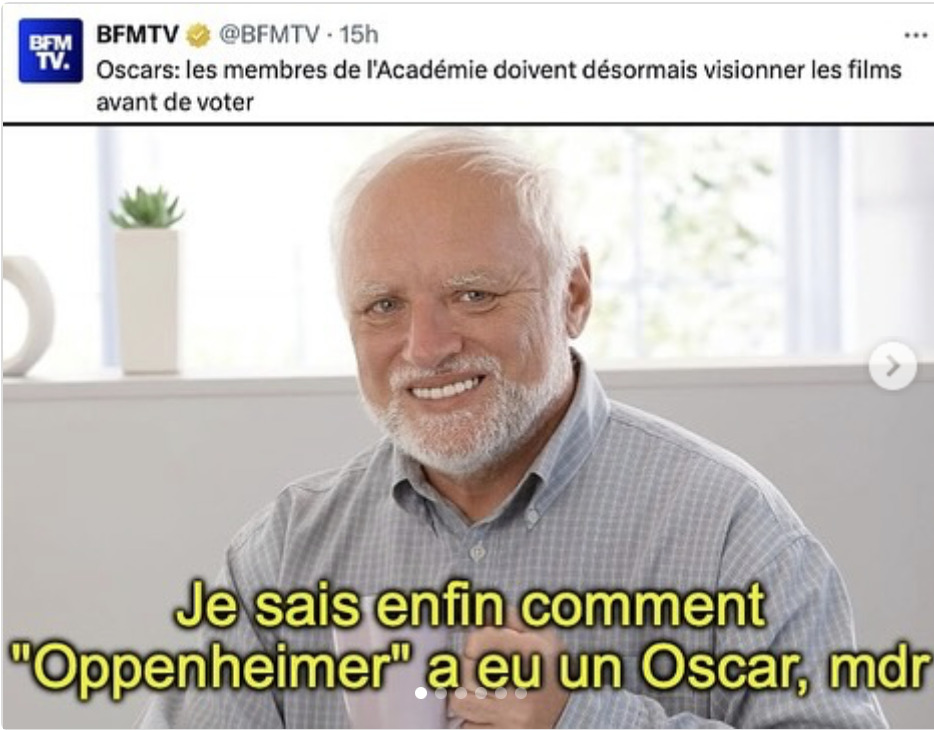 BFM
TV.
BFMTV @BFMTV · 15h
Oscars: les membres de l'Académie doivent désormais visionner les films
avant de voter
Je sais enfin comment
"Oppenheimer" a eu un Oscar, mdr